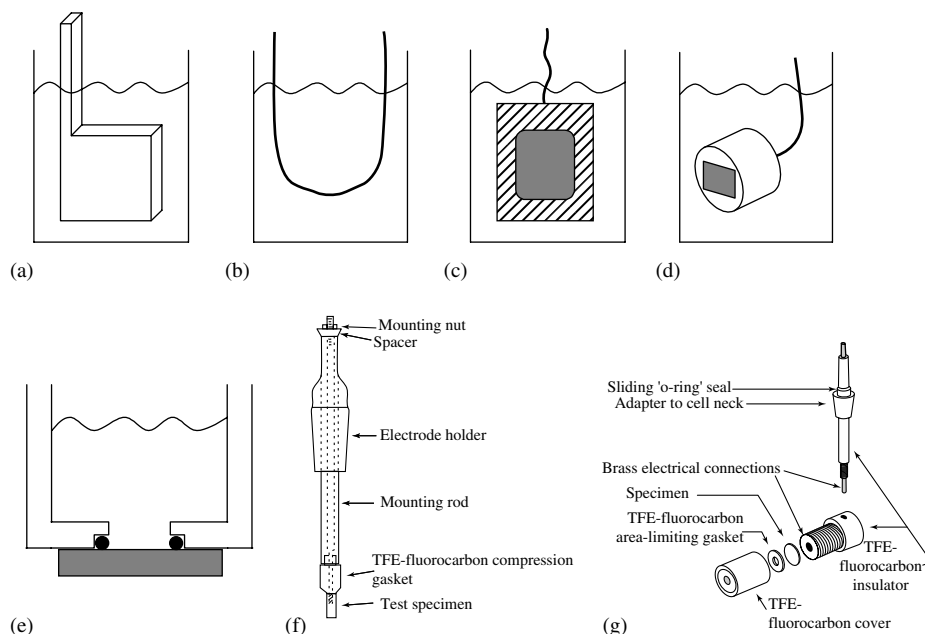 (a)
(b)
(c)
(d)
Mounting nut
Spacer
Electrode holder
Mounting rod
TFE-fluorocarbon compression
gasket
Test specimen
(e)
(f)
Sliding 'o-ring' seal
Adapter to cell neck
Brass electrical connections
Specimen
TFE-fluorocarbon
area-limiting gasket
TFE-
fluorocarbon
insulator
TFE-
fluorocarbon cover
(g)